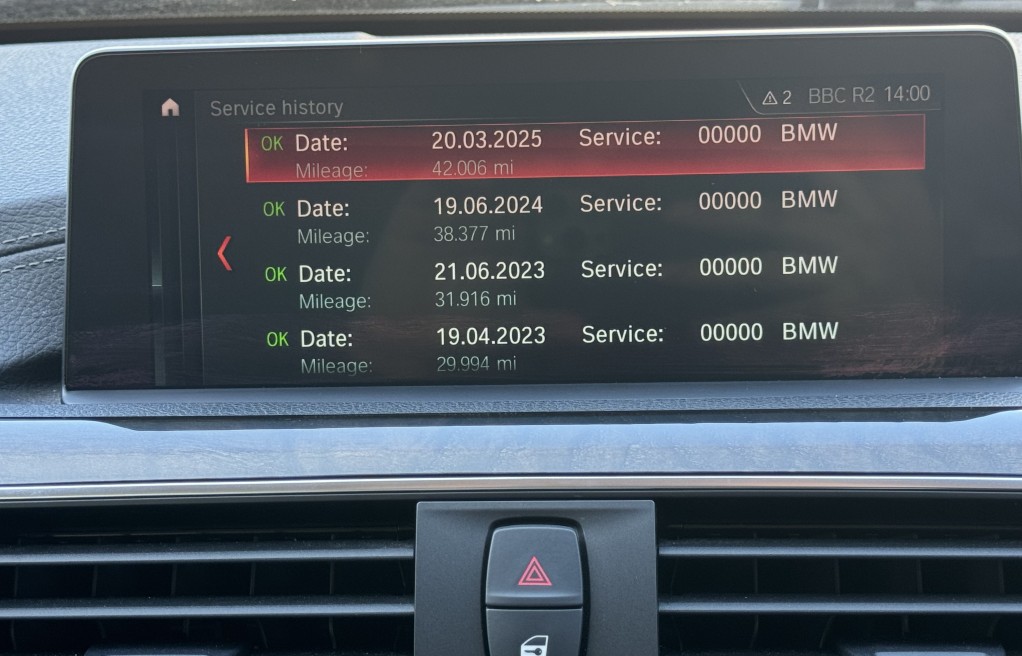 Service history 2 BBC R2 14:00
OK Date: 20.03.2025 Service: 00000 BMW
Mileage: 42.006 mi
OK Date: 19.06.2024 Service: 00000 BMW
Mileage: 38.377 mi
OK Date: 21.06.2023 Service: 00000 BMW
Mileage: 31.916 mi
OK Date: 19.04.2023 Service: 00000 BMW
Mileage: 29.994 mi